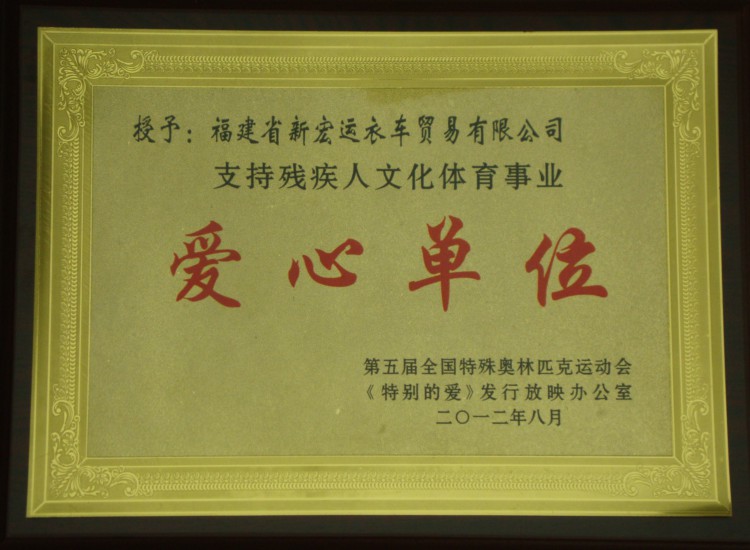 授予：福建省新宏运衣车贸易有限公司
支持残疾人文化体育事业
爱心单位
第五届全国特殊奥林匹克运动会
《特别的爱》发行放映办公室
二〇一二年八月